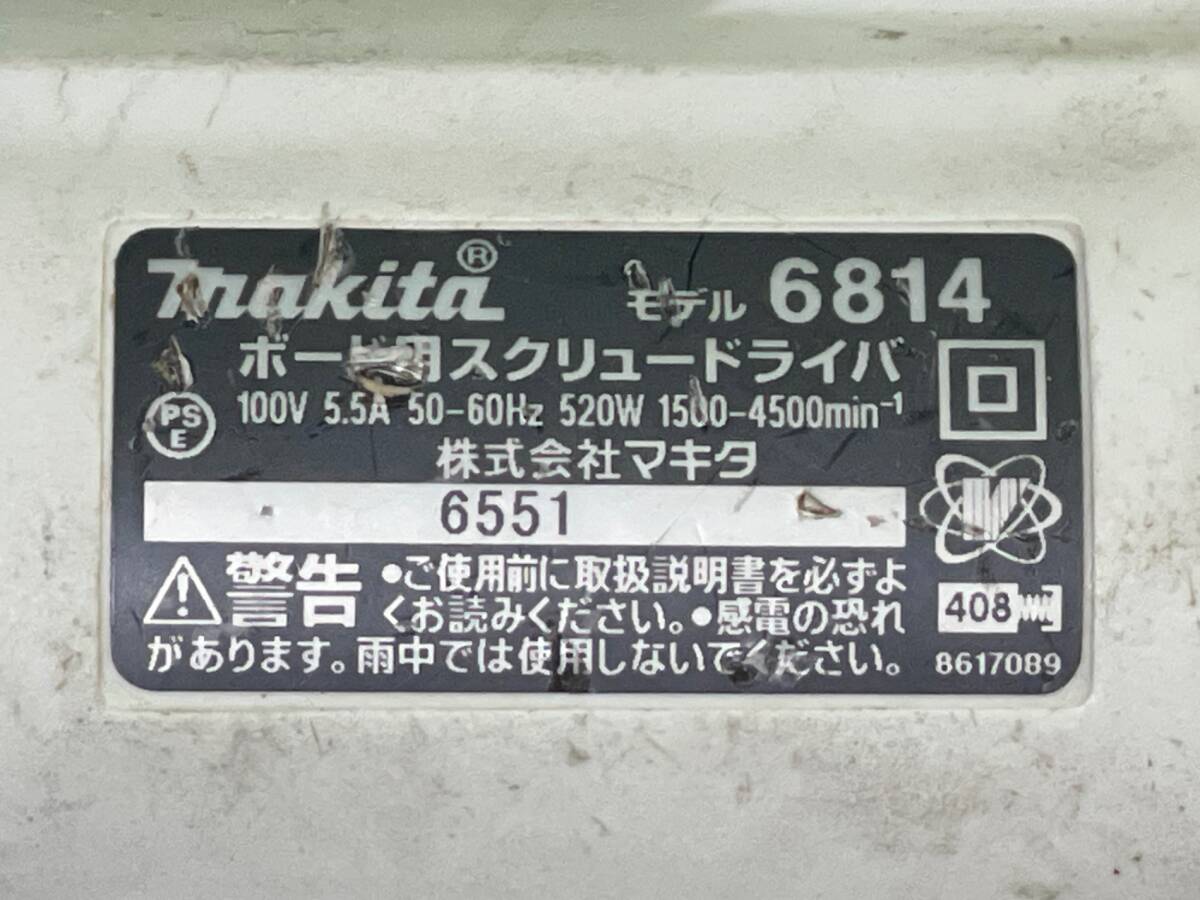 makita®
モデル 6814
ボード用スクリュードライバ
PS
E
100V 5.5A 50-60Hz 520W 1500-4500min⁻¹
株式会社マキタ
6551
警告 •ご使用前に取扱説明書を必ずよ
くお読みください。•感電の恐れ
があります。雨中では使用しないでください。
408
8617089